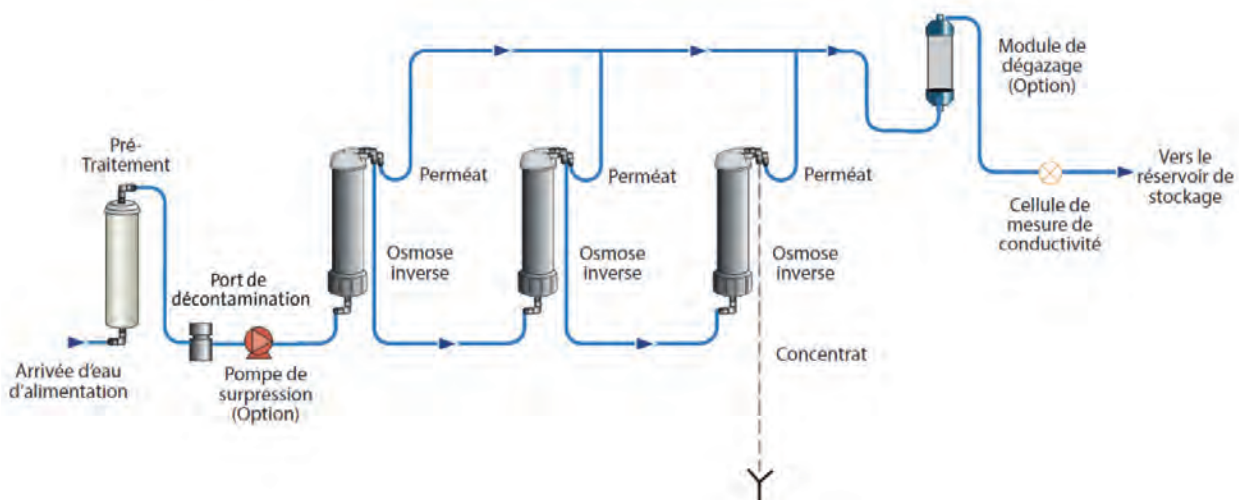 Pré-
Traitement
Arrivée d'eau
d'alimentation
Port de
décontamination
Pompe de
surpression
(Option)
Perméat
Osmose
inverse
Perméat
Osmose
inverse
Perméat
Osmose
inverse
Concentrat
Module de
dégazage
(Option)
Cellule de
mesure de
conductivité
Vers le
réservoir de
stockage